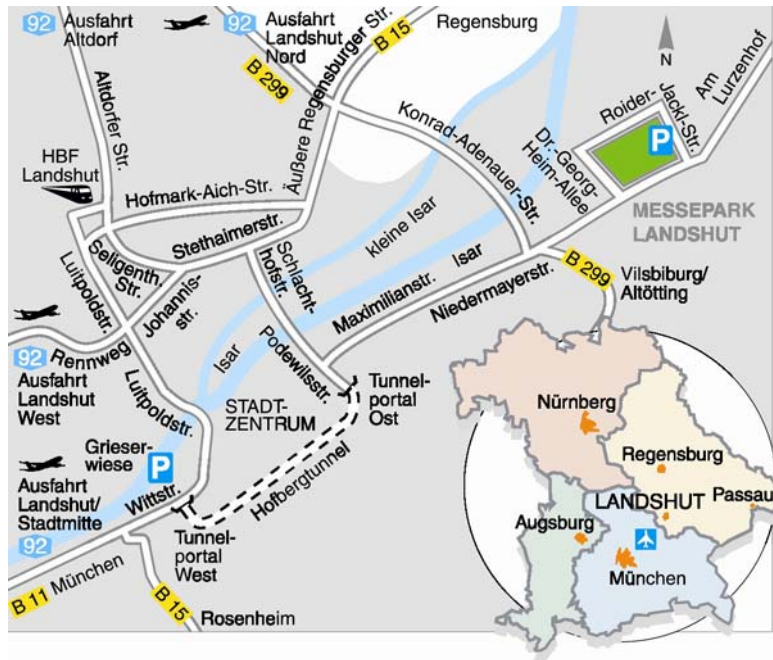 92 Ausfahrt
Altdorf
92 Ausfahrt
Landshut
Nord
Regensburg
B 15
B 299
N
Altdorfer Str.
Äußere Regensburger Str.
Konrad-Adenauer-Str.
Dr.-Georg-
Heim-Allee
Roider-
Jackl-Str.
Am
Lurzenhof
P
HBF
Landshut
Hofmark-Aich-Str.
MESSEPARK
LANDSHUT
Stethaimerstr.
Seligenth.
Str.
Luitpoldstr.
Johannis-
str.
Schlacht-
hofstr.
kleine Isar
Isar
Maximilianstr.
Niedermayerstr.
B 299
Vilsbiburg/
Altötting
92 Rennweg
Ausfahrt
Landshut
West
Luitpoldstr.
Isar
Podewilsstr.
STADT-
ZENTRUM
Tunnel-
portal
Ost
Grieser-
wiese
P
Ausfahrt
Landshut/
Stadtmitte
92
Wittstr.
Hofbergtunnel
Tunnel-
portal
West
B 11 München
B 15
Rosenheim
Nürnberg
Regensburg
LANDSHUT
Passau
Augsburg
München